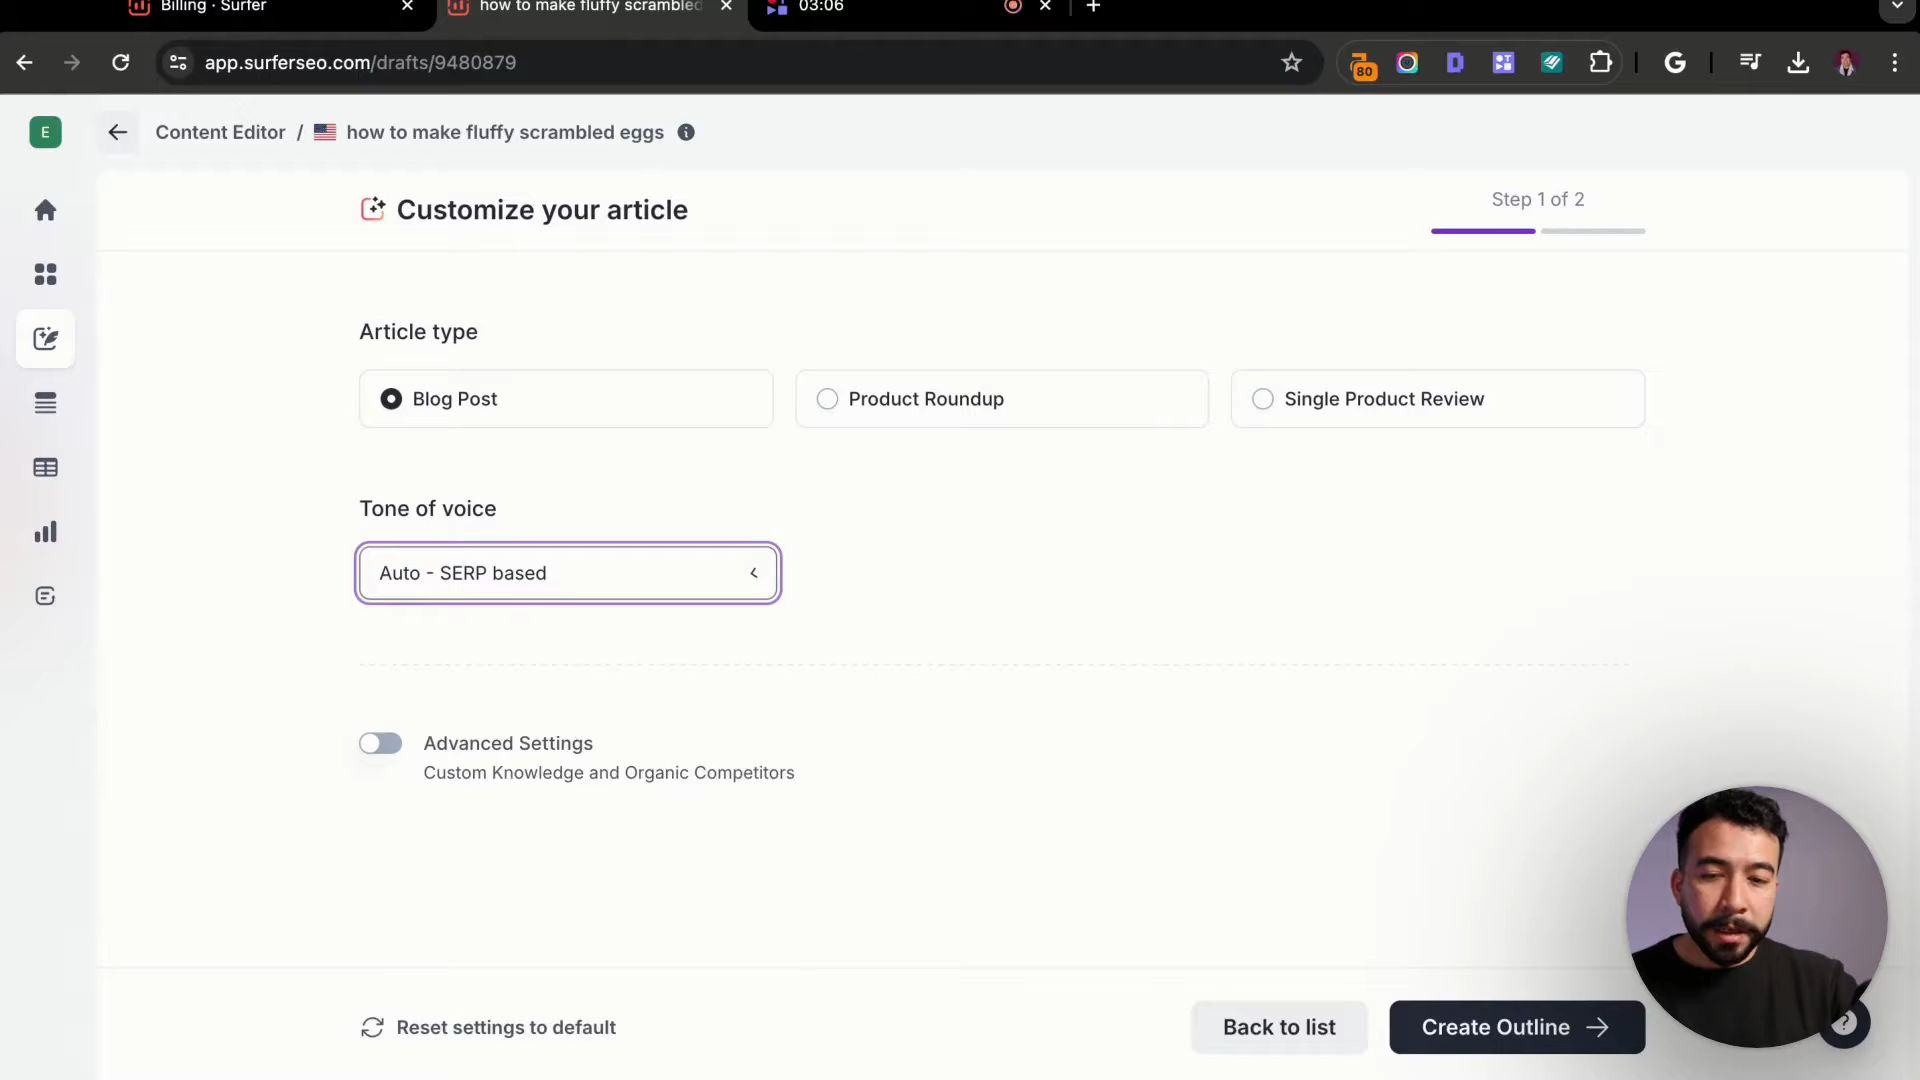 Billing · Surfer
how to make fluffy scrambled
03:06
app.surferseo.com/drafts/9480879
80
E
Content Editor / how to make fluffy scrambled eggs
Customize your article
Step 1 of 2
Article type
Blog Post
Product Roundup
Single Product Review
Tone of voice
Auto - SERP based
Advanced Settings
Custom Knowledge and Organic Competitors
Reset settings to default
Back to list
Create Outline
?